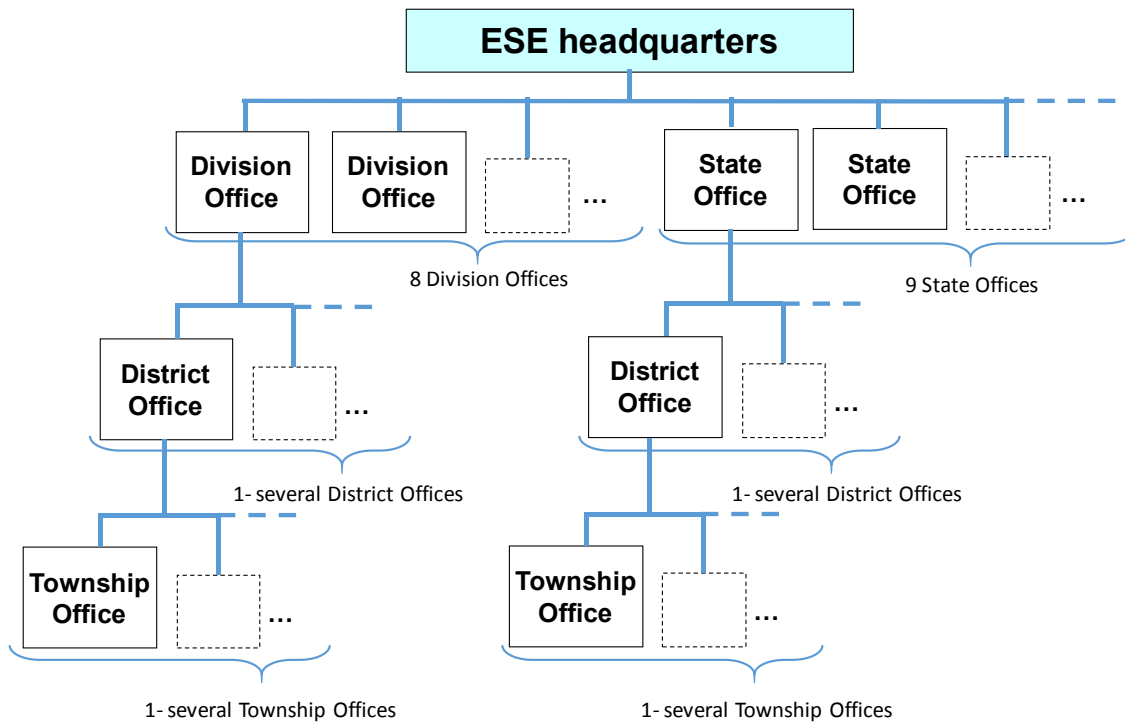 ESE headquarters
Division
Office
Division
Office
...
State
Office
State
Office
...
8 Division Offices
9 State Offices
District
Office
...
District
Office
...
1- several District Offices
1- several District Offices
Township
Office
...
Township
Office
...
1- several Township Offices
1- several Township Offices